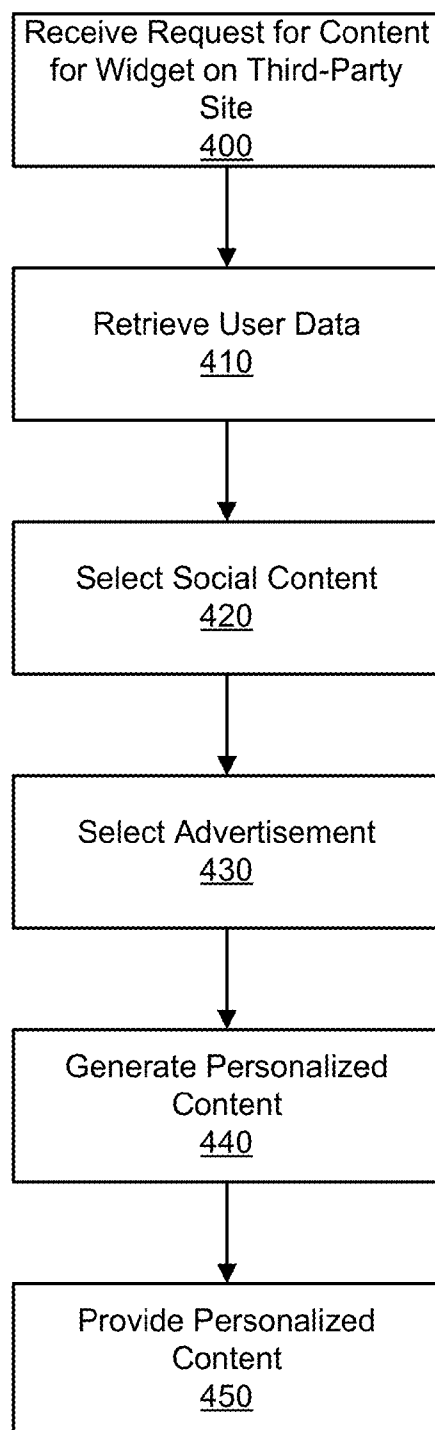 Receive Request for Content
for Widget on Third-Party
Site
400
Retrieve User Data
410
Select Social Content
420
Select Advertisement
430
Generate Personalized
Content
440
Provide Personalized
Content
450